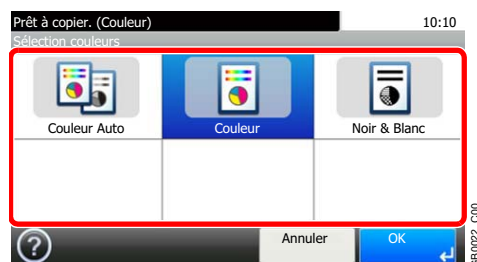 Prêt à copier. (Couleur) 10:10
Sélection couleurs
Couleur Auto Couleur Noir & Blanc
? Annuler OK